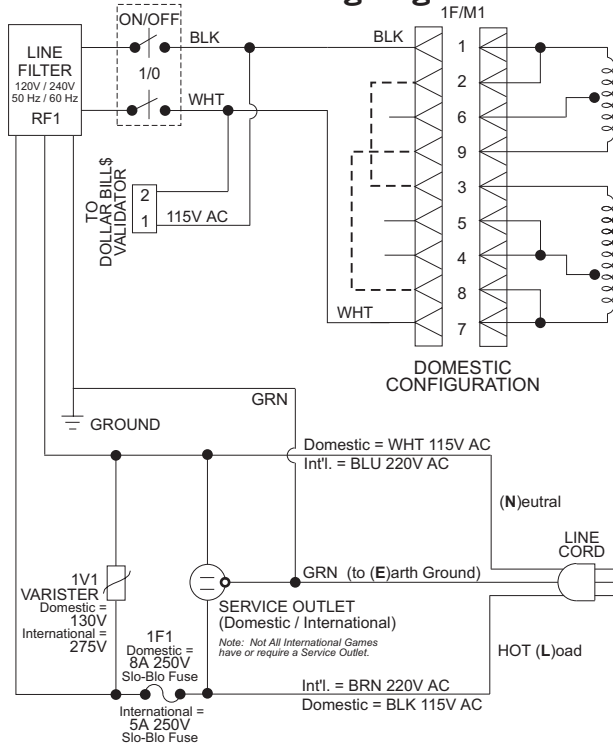 ON/OFF
1F/M1
BLK
BLK
LINE
FILTER
120V / 240V
50 Hz / 60 Hz
RF1
1/0
WHT
1
2
6
9
3
5
4
8
7
TO
DOLLAR BILL$
VALIDATOR
2
1
115V AC
WHT
DOMESTIC
CONFIGURATION
GRN
GROUND
Domestic = WHT 115V AC
Int'l. = BLU 220V AC
(N)eutral
LINE
CORD
GRN (to (E)arth Ground)
1V1
VARISTER
Domestic =
130V
International =
275V
SERVICE OUTLET
(Domestic / International)
Note: Not All International Games
have or require a Service Outlet.
HOT (L)oad
1F1
Domestic =
8A 250V
Slo-Blo Fuse
International =
5A 250V
Slo-Blo Fuse
Int'l. = BRN 220V AC
Domestic = BLK 115V AC